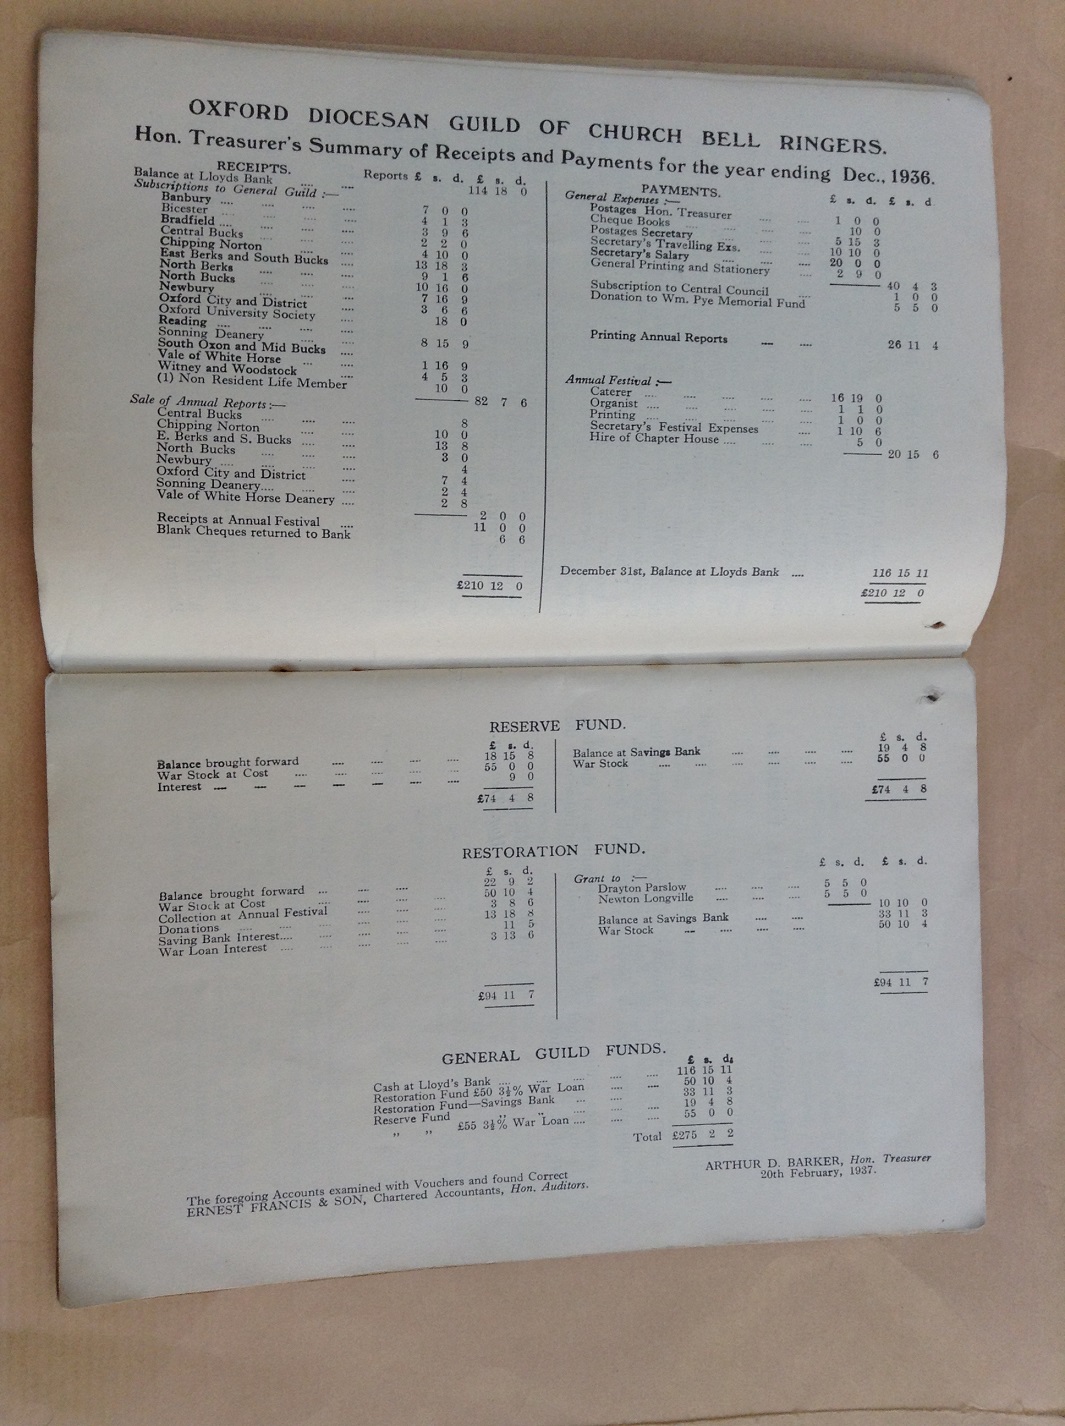 OXFORD DIOCESAN GUILD OF CHURCH BELL RINGERS.
Hon. Treasurer's Summary of Receipts and Payments for the year ending Dec., 1936.
RECEIPTS. Reports £ s. d. £ s. d.
Balance at Lloyds Bank .... .... 114 18 0
Subscriptions to General Guild :—
Banbury .... .... .... .... 7 0 0
Bicester .... .... .... .... 4 1 3
Bradfield .... .... .... .... 3 9 6
Central Bucks .... .... .... 2 2 0
Chipping Norton .... .... 4 10 0
East Berks and South Bucks .... 13 18 3
North Berks .... .... .... 9 1 6
North Bucks .... .... .... 10 16 0
Newbury .... .... .... .... 7 16 9
Oxford City and District .... 3 6 6
Oxford University Society .... 18 0
Reading .... .... .... ....
Sonning Deanery .... .... 8 15 9
South Oxon and Mid Bucks ....
Vale of White Horse .... .... 1 16 9
Witney and Woodstock .... 4 5 3
(1) Non Resident Life Member 10 0
82 7 6
Sale of Annual Reports :—
Central Bucks .... .... .... 8
Chipping Norton .... .... 10 0
E. Berks and S. Bucks .... .... 13 8
North Bucks .... .... .... 3 0
Newbury .... .... .... .... 4
Oxford City and District .... 7 4
Sonning Deanery.... .... .... 2 4
Vale of White Horse Deanery .... 2 8
2 0 0
Receipts at Annual Festival .... 11 0 0
Blank Cheques returned to Bank 6 6
£210 12 0
PAYMENTS. £ s. d. £ s. d
General Expenses :—
Postages Hon. Treasurer .... .... 1 0 0
Cheque Books .... .... .... 10 0
Postages Secretary .... .... 5 15 3
Secretary's Travelling Exs. .... .... 10 10 0
Secretary's Salary .... .... .... 20 0 0
General Printing and Stationery .... 2 9 0
40 4 3
Subscription to Central Council .... .... 1 0 0
Donation to Wm. Pye Memorial Fund 5 5 0
Printing Annual Reports — .... 26 11 4
Annual Festival :—
Caterer .... .... .... .... 16 19 0
Organist .... .... .... .... 1 1 0
Printing .... .... .... .... 1 0 0
Secretary's Festival Expenses .... 1 10 6
Hire of Chapter House .... .... .... 5 0
20 15 6
December 31st, Balance at Lloyds Bank .... 116 15 11
£210 12 0
RESERVE FUND.
£ s. d.
Balance brought forward .... .... .... .... 18 15 8
War Stock at Cost .... .... .... .... .... 55 0 0
Interest — — — — — — .... 9 0
£74 4 8
£ s. d.
Balance at Savings Bank .... .... .... .... 19 4 8
War Stock .... .... .... .... .... .... 55 0 0
£74 4 8
RESTORATION FUND.
£ s. d.
Balance brought forward ... .... .... 22 9 2
War Stock at Cost .... .... .... .... 50 10 4
Collection at Annual Festival .... .... .... 3 8 6
Donations .... .... .... .... .... 13 18 8
Saving Bank Interest.... .... .... .... 11 5
War Loan Interest .... .... .... .... 3 13 6
£94 11 7
£ s. d. £ s. d.
Grant to :—
Drayton Parslow .... .... .... 5 5 0
Newton Longville .... .... .... 5 5 0
10 10 0
Balance at Savings Bank .... .... 33 11 3
War Stock — .... .... .... 50 10 4
£94 11 7
GENERAL GUILD FUNDS.
£ s. d.
Cash at Lloyd's Bank .... .... .... .... .... 116 15 11
Restoration Fund £50 3½% War Loan .... .... 50 10 4
Restoration Fund—Savings Bank ... .... 33 11 3
Reserve Fund „ „ .... .... .... 19 4 8
„ „ £55 3½% War Loan .... .... .... 55 0 0
Total £275 2 2
ARTHUR D. BARKER, Hon. Treasurer
20th February, 1937.
The foregoing Accounts examined with Vouchers and found Correct
ERNEST FRANCIS & SON, Chartered Accountants, Hon. Auditors.